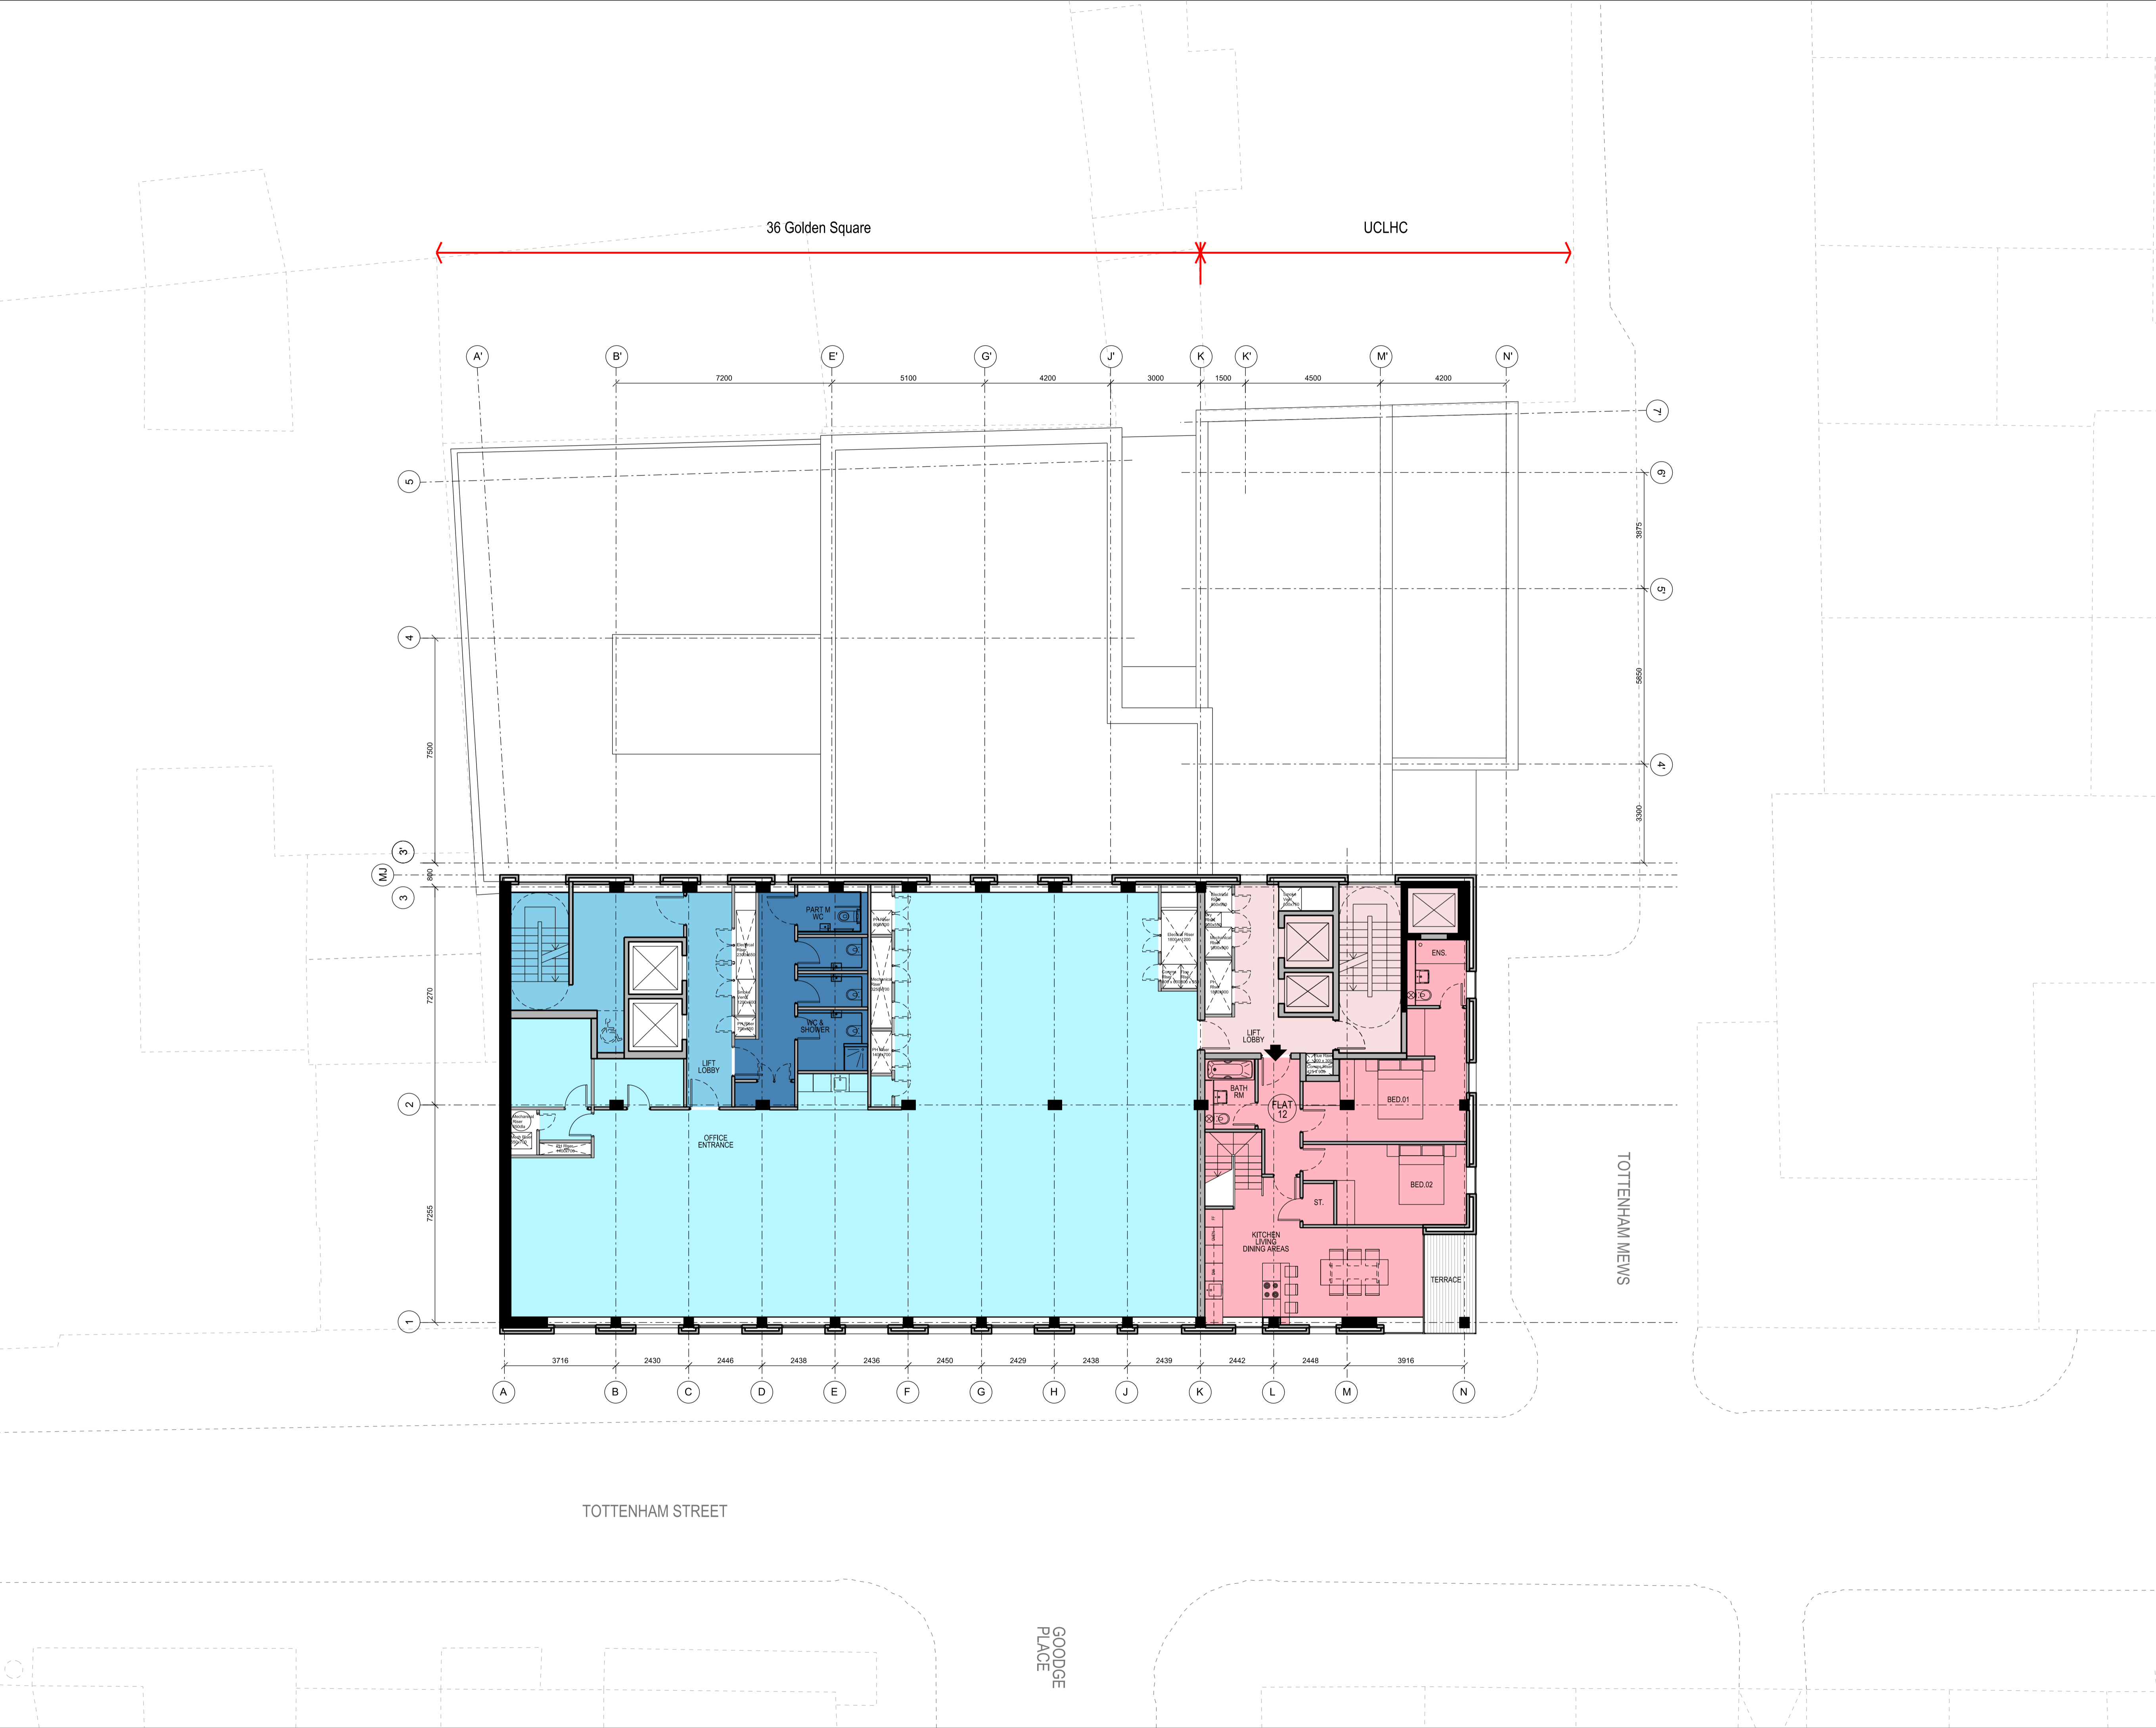 36 Golden Square
UCLHC
A'
B'
E'
G'
J'
K
K'
M'
N'
7200
5100
4200
3000
1500
4500
4200
7'
6'
5'
4'
3875
5850
3300
5
4
3'
MJ
3
2
1
7500
800
7270
7255
PART M
WC
WC &
SHOWER
LIFT
LOBBY
OFFICE
ENTRANCE
LIFT
LOBBY
ENS.
BATH
RM
FLAT
12
BED.01
BED.02
ST.
KITCHEN
LIVING
DINING AREAS
TERRACE
3716
2430
2446
2438
2436
2450
2429
2438
2439
2442
2448
3916
A
B
C
D
E
F
G
H
J
K
L
M
N
TOTTENHAM MEWS
TOTTENHAM STREET
GOODGE
PLACE